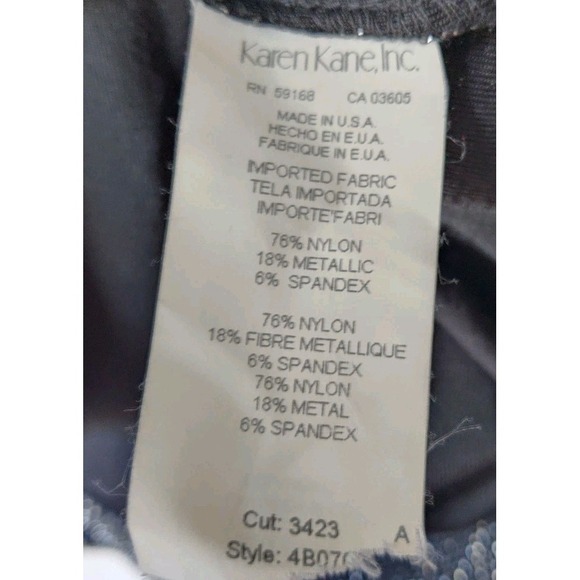 Karen Kane, Inc.
RN 59168 CA 03605
MADE IN U.S.A.
HECHO EN E.U.A.
FABRIQUE IN E.U.A.
IMPORTED FABRIC
TELA IMPORTADA
IMPORTE'FABRI
76% NYLON
18% METALLIC
6% SPANDEX
76% NYLON
18% FIBRE METALLIQUE
6% SPANDEX
76% NYLON
18% METAL
6% SPANDEX
Cut: 3423 A
Style: